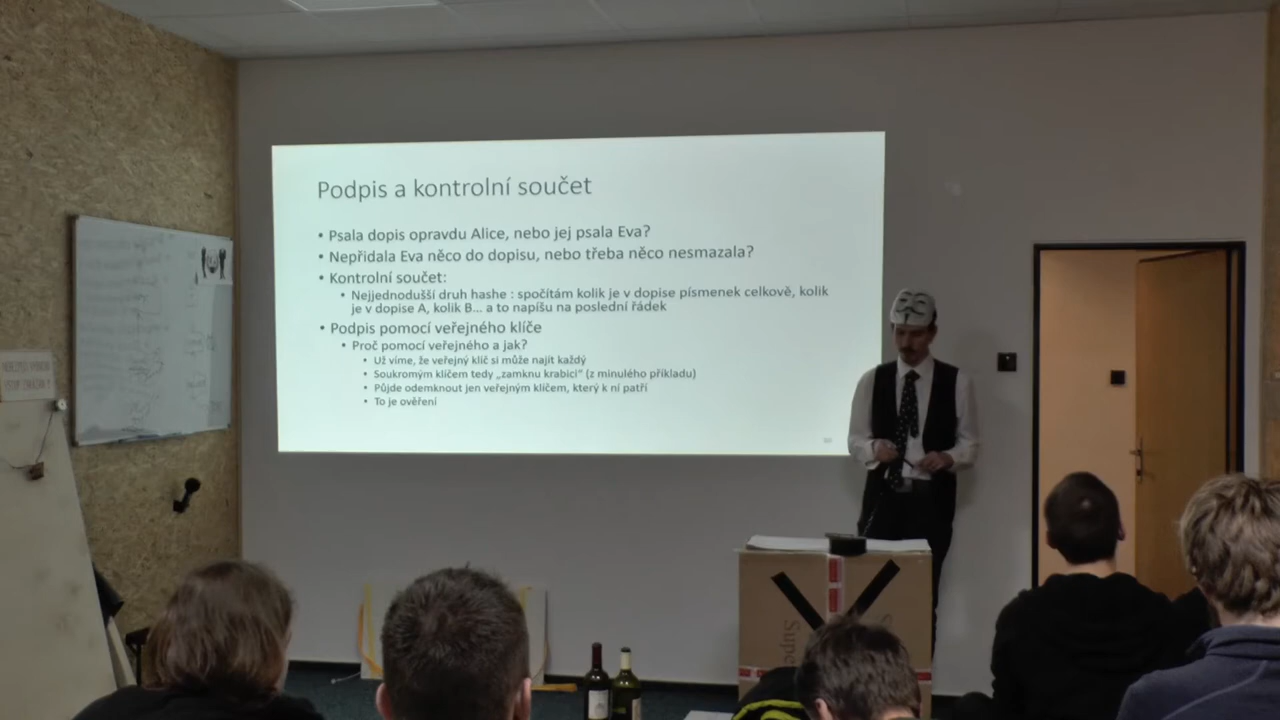 Podpis a kontrolní součet
• Psala dopis opravdu Alice, nebo jej psala Eva?
• Nepřidala Eva něco do dopisu, nebo třeba něco nesmazala?
• Kontrolní součet:
• Nejjednodušší druh hashe : spočítám kolik je v dopise písmenek celkově, kolik
je v dopise A, kolik B... a to napíšu na poslední řádek
• Podpis pomocí veřejného klíče
• Proč pomocí veřejného a jak?
• Už víme, že veřejný klíč si může najít každý
• Soukromým klíčem tedy „zamknu krabici" (z minulého příkladu)
• Půjde odemknout jen veřejným klíčem, který k ní patří
• To je ověření
Supe